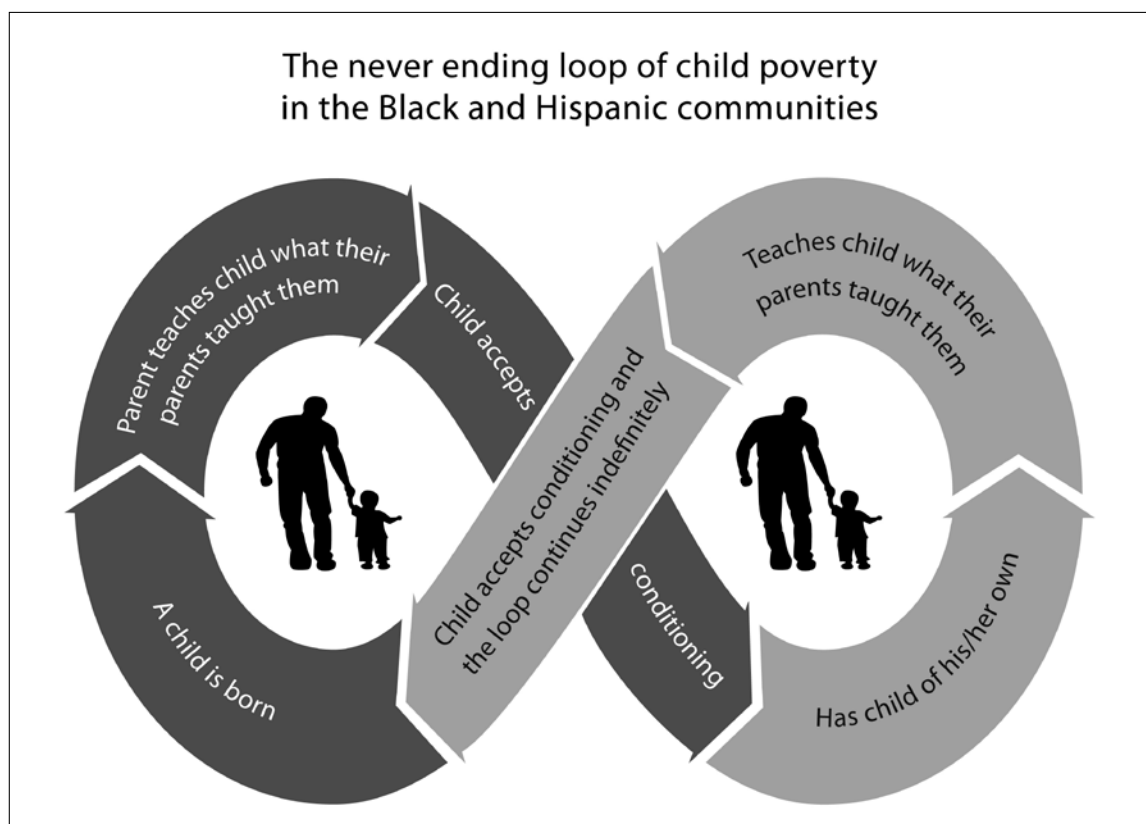 The never ending loop of child poverty
in the Black and Hispanic communities
A child is born
Parent teaches child what their
parents taught them
Child accepts
conditioning
Has child of his/her own
Teaches child what their
parents taught them
Child accepts conditioning and
the loop continues indefinitely